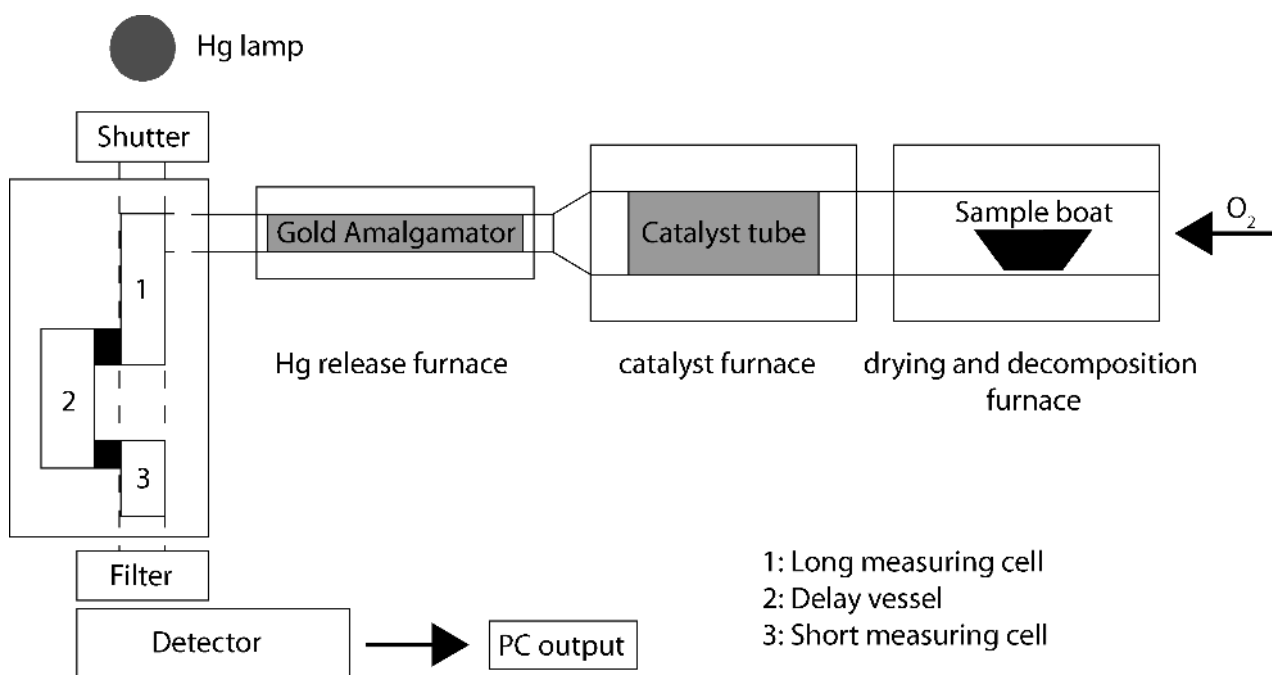 Hg lamp
Shutter
Gold Amalgamator
Catalyst tube
Sample boat
O₂
1
2
3
Hg release furnace
catalyst furnace
drying and decomposition
furnace
Filter
Detector
PC output
1: Long measuring cell
2: Delay vessel
3: Short measuring cell